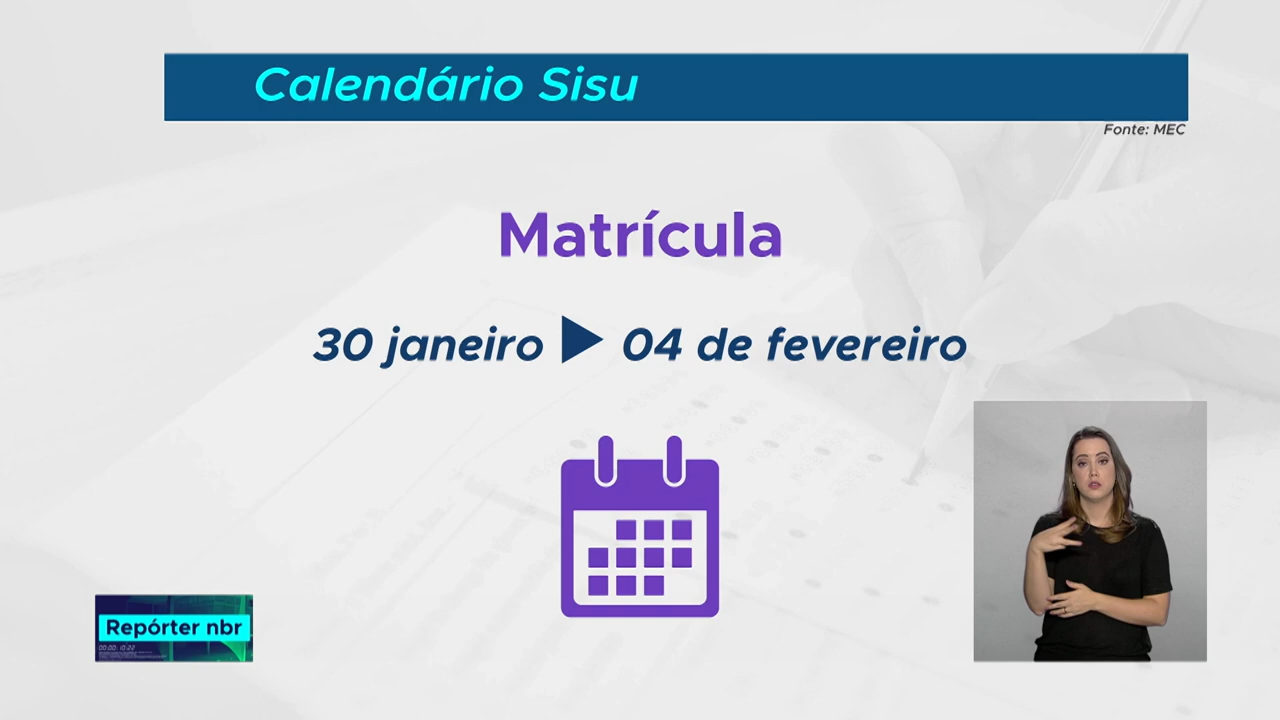 Calendário Sisu
Fonte: MEC
Matrícula
30 janeiro ▶ 04 de fevereiro
Repórter nbr